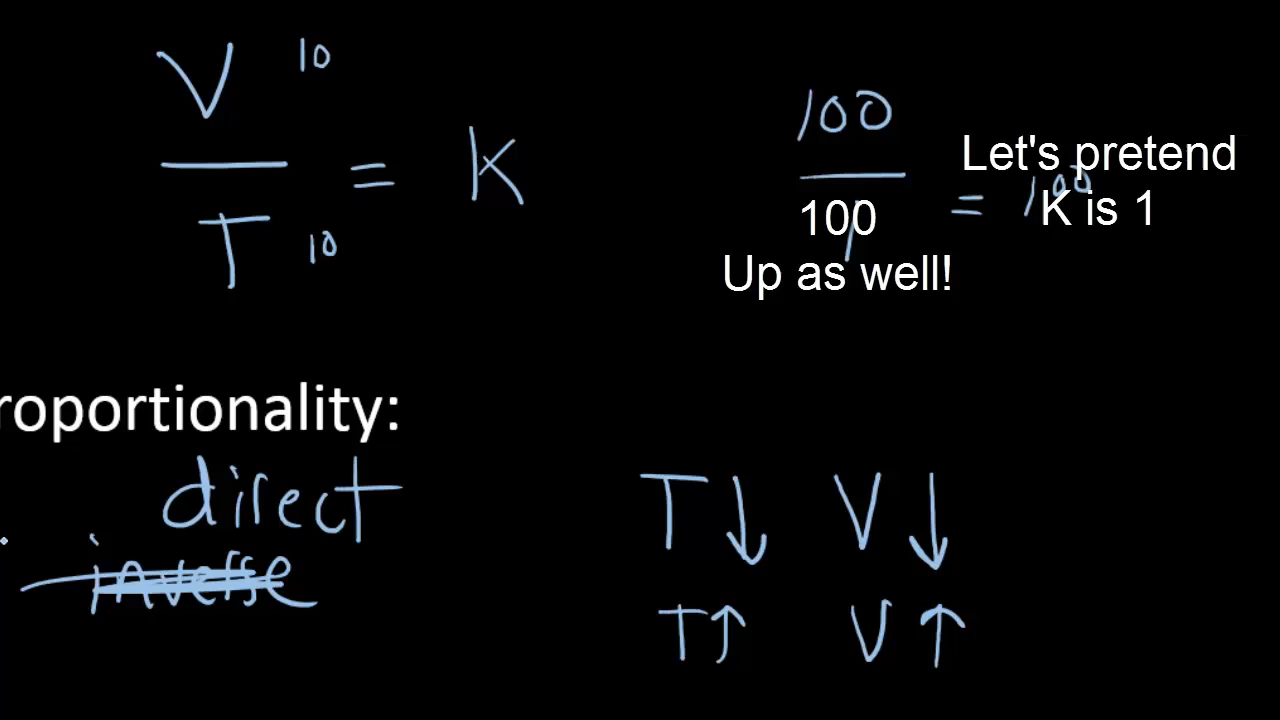 V 10
= K
T 10
100
100 = 100
Let's pretend
K is 1
Up as well!
roportionality:
direct
inverse
T ↓ V ↓
T ↑ V ↑